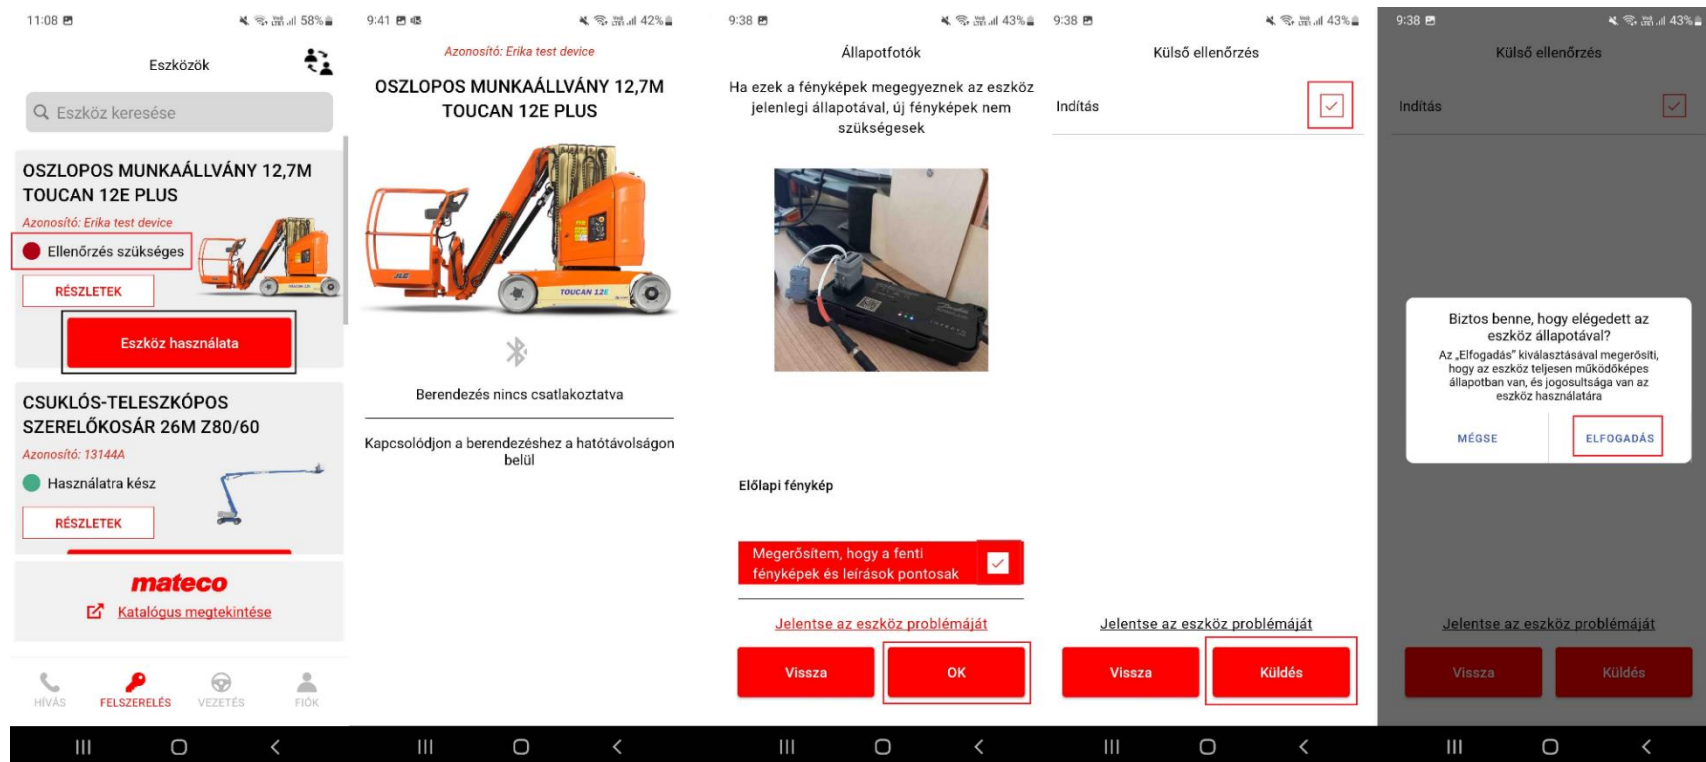 11:08
58%
Eszközök
Eszköz keresése
OSZLOPOS MUNKAÁLLVÁNY 12,7M
TOUCAN 12E PLUS
Azonosító: Erika test device
Ellenőrzés szükséges
RÉSZLETEK
Eszköz használata
CSUKLÓS-TELESZKÓPOS
SZERELŐKOSÁR 26M Z80/60
Azonosító: 13144A
Használatra kész
RÉSZLETEK
mateco
Katalógus megtekintése
HÍVÁS FELSZERELÉS VEZETÉS FIÓK
9:41
42%
Azonosító: Erika test device
OSZLOPOS MUNKAÁLLVÁNY 12,7M
TOUCAN 12E PLUS
JLG
TOUCAN 12E
Berendezés nincs csatlakoztatva
Kapcsolódjon a berendezéshez a hatótávolságon
belül
9:38
43%
Állapotfotók
Ha ezek a fényképek megegyeznek az eszköz
jelenlegi állapotával, új fényképek nem
szükségesek
Előlapi fénykép
Megerősítem, hogy a fenti
fényképek és leírások pontosak
Jelentse az eszköz problémáját
Vissza OK
9:38
43%
Külső ellenőrzés
Indítás
Jelentse az eszköz problémáját
Vissza Küldés
9:38
43%
Külső ellenőrzés
Indítás
Biztos benne, hogy elégedett az
eszköz állapotával?
Az „Elfogadás” kiválasztásával megerősíti,
hogy az eszköz teljesen működőképes
állapotban van, és jogosultsága van az
eszköz használatára
MÉGSE ELFOGADÁS
Jelentse az eszköz problémáját
Vissza Küldés